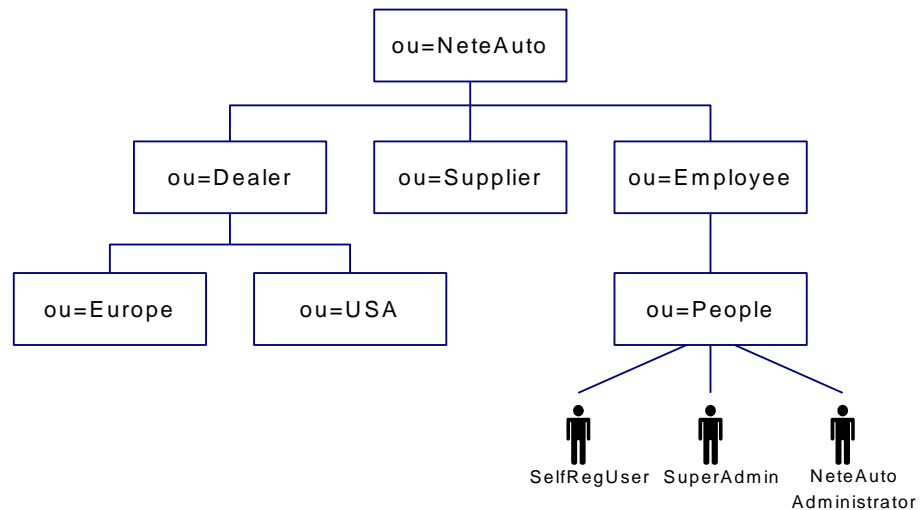 ou=NeteAuto
ou=Dealer
ou=Supplier
ou=Employee
ou=Europe
ou=USA
ou=People
SelfRegUser
SuperAdmin
NeteAuto
Administrator